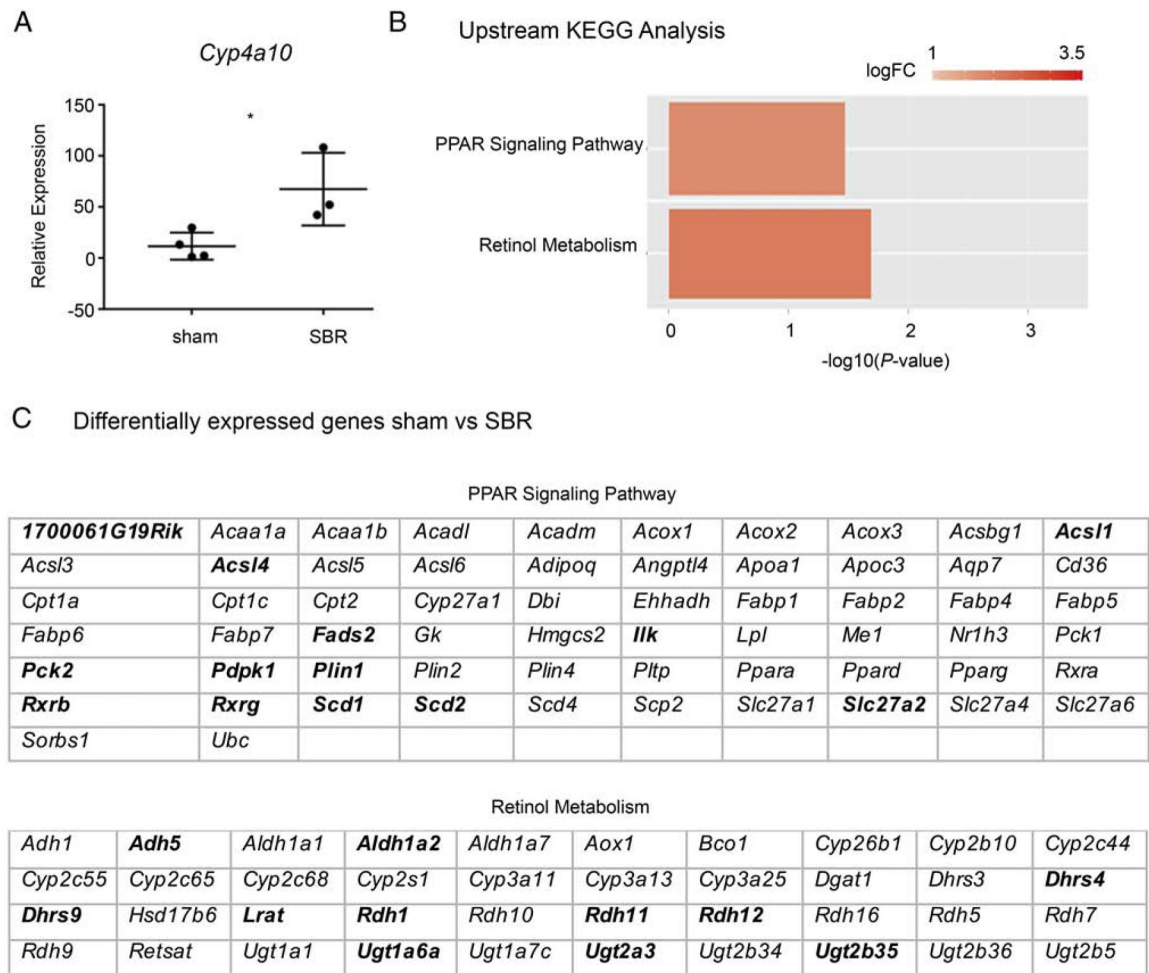 A
Cyp4a10
Relative Expression
150
100
50
0
-50
*
sham SBR
B
Upstream KEGG Analysis
1 3.5
logFC
PPAR Signaling Pathway
Retinol Metabolism
0 1 2 3
-log10(P-value)
C Differentially expressed genes sham vs SBR
PPAR Signaling Pathway
1700061G19Rik Acaa1a Acaa1b Acadl Acadm Acox1 Acox2 Acox3 Acsbg1 Acsl1
Acsl3 Acsl4 Acsl5 Acsl6 Adipoq Angptl4 Apoa1 Apoc3 Aqp7 Cd36
Cpt1a Cpt1c Cpt2 Cyp27a1 Dbi Ehhadh Fabp1 Fabp2 Fabp4 Fabp5
Fabp6 Fabp7 Fads2 Gk Hmgcs2 Ilk Lpl Me1 Nr1h3 Pck1
Pck2 Pdpk1 Plin1 Plin2 Plin4 Pltp Ppara Ppard Pparg Rxra
Rxrb Rxrg Scd1 Scd2 Scd4 Scp2 Slc27a1 Slc27a2 Slc27a4 Slc27a6
Sorbs1 Ubc
Retinol Metabolism
Adh1 Adh5 Aldh1a1 Aldh1a2 Aldh1a7 Aox1 Bco1 Cyp26b1 Cyp2b10 Cyp2c44
Cyp2c55 Cyp2c65 Cyp2c68 Cyp2s1 Cyp3a11 Cyp3a13 Cyp3a25 Dgat1 Dhrs3 Dhrs4
Dhrs9 Hsd17b6 Lrat Rdh1 Rdh10 Rdh11 Rdh12 Rdh16 Rdh5 Rdh7
Rdh9 Retsat Ugt1a1 Ugt1a6a Ugt1a7c Ugt2a3 Ugt2b34 Ugt2b35 Ugt2b36 Ugt2b5